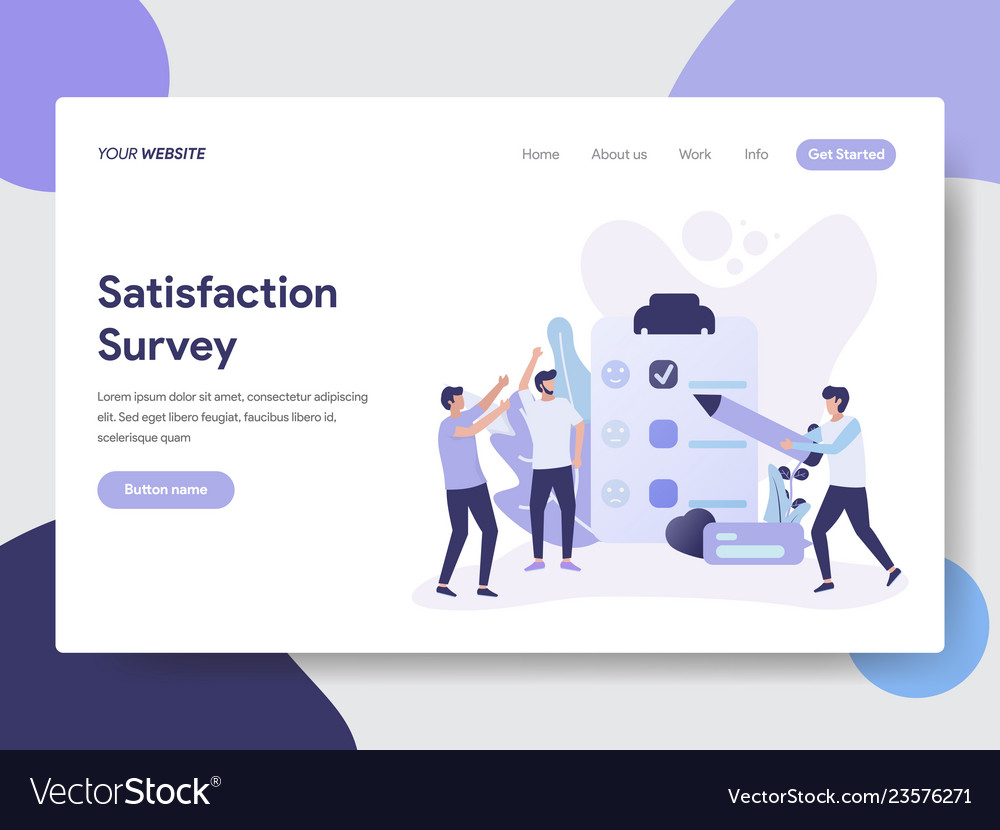 YOUR WEBSITE
Home About us Work Info Get Started
Satisfaction
Survey
Lorem ipsum dolor sit amet, consectetur adipiscing
elit. Sed eget libero feugiat, faucibus libero id,
scelerisque quam
Button name
VectorStock®
VectorStock.com/23576271